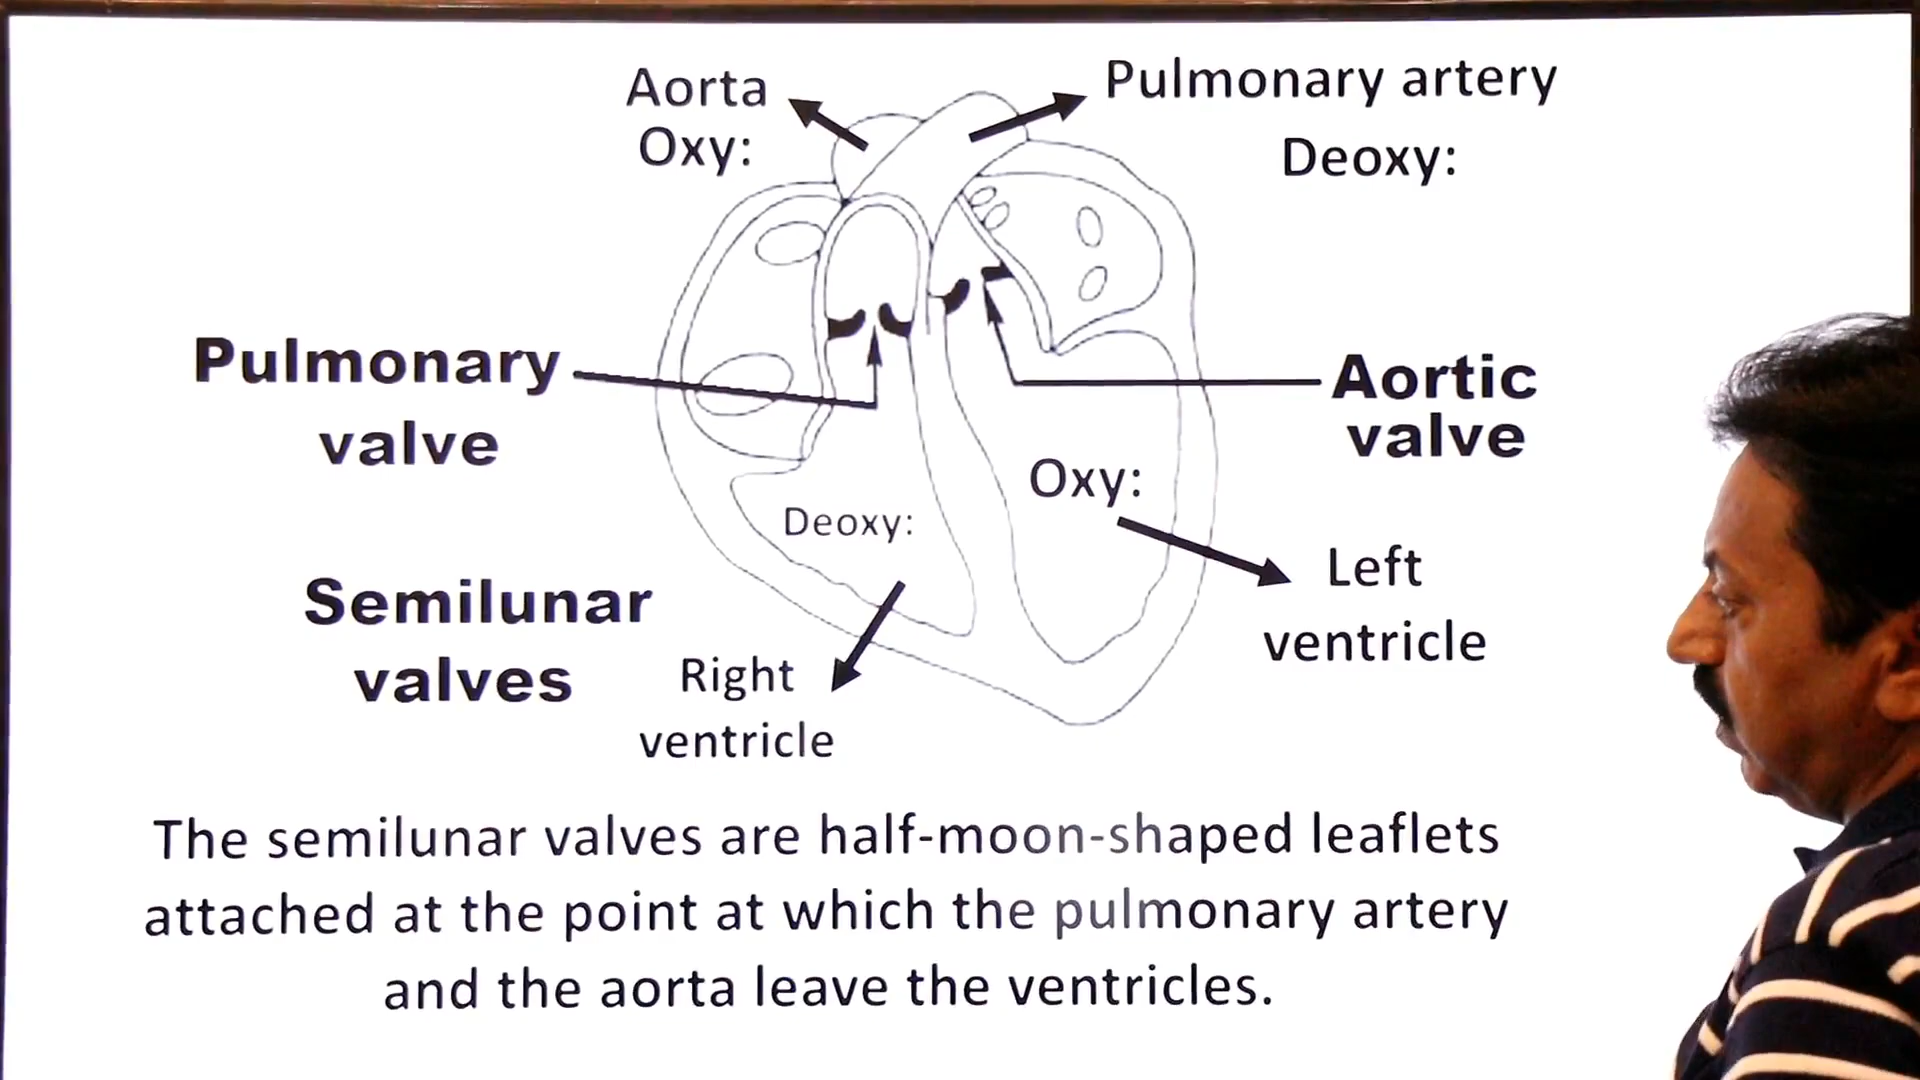 Aorta
Oxy:
Pulmonary artery
Deoxy:
Pulmonary
valve
Aortic
valve
Oxy:
Deoxy:
Left
ventricle
Semilunar
valves
Right
ventricle
The semilunar valves are half-moon-shaped leaflets
attached at the point at which the pulmonary artery
and the aorta leave the ventricles.